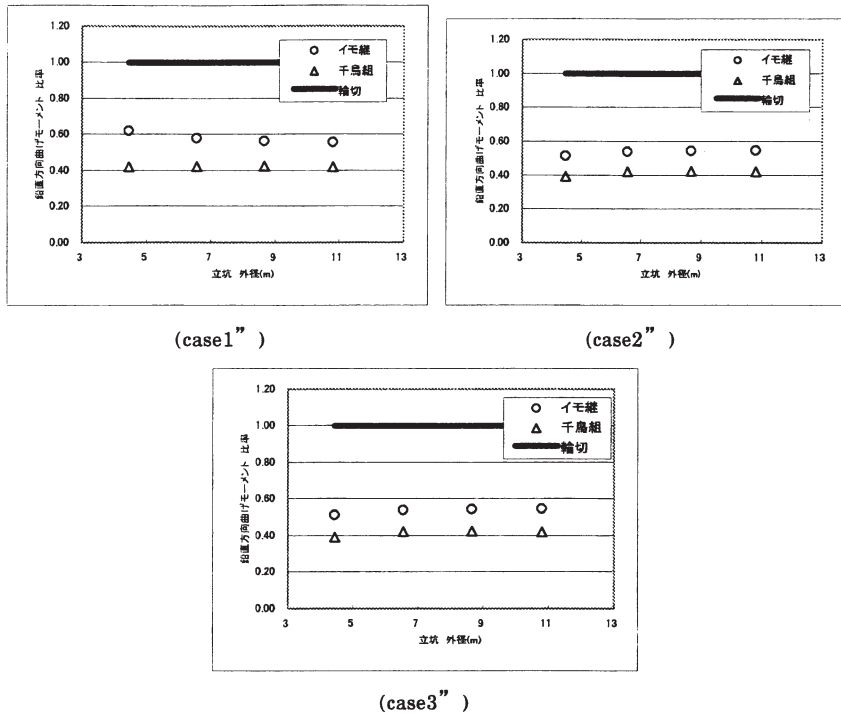 1.20
1.00
0.80
0.60
0.40
0.20
0.00
鉛直方向曲げモーメント 比率
イモ継
千鳥組
輪切
3 5 7 9 11 13
立坑 外径(m)
(case1”)
1.20
1.00
0.80
0.60
0.40
0.20
0.00
鉛直方向曲げモーメント 比率
イモ継
千鳥組
輪切
3 5 7 9 11 13
立坑 外径(m)
(case2”)
1.20
1.00
0.80
0.60
0.40
0.20
0.00
鉛直方向曲げモーメント 比率
イモ継
千鳥組
輪切
3 5 7 9 11 13
立坑 外径(m)
(case3”)